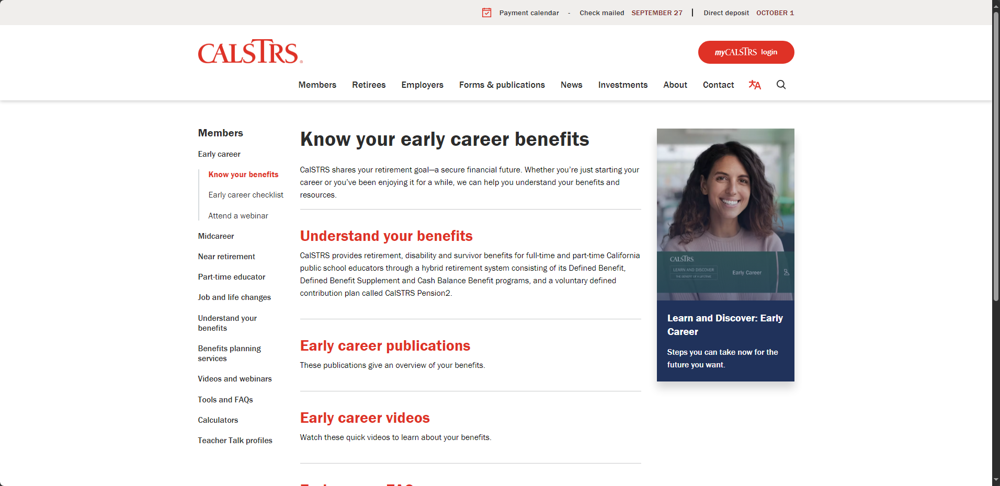 Payment calendar - Check mailed SEPTEMBER 27 | Direct deposit OCTOBER 1
CALSTRS®
myCALSTRS login
Members Retirees Employers Forms & publications News Investments About Contact
Members
Early career
Know your benefits
Early career checklist
Attend a webinar
Midcareer
Near retirement
Part-time educator
Job and life changes
Understand your
benefits
Benefits planning
services
Videos and webinars
Tools and FAQs
Calculators
Teacher Talk profiles
Know your early career benefits
CalSTRS shares your retirement goal—a secure financial future. Whether you’re just starting your
career or you’ve been enjoying it for a while, we can help you understand your benefits and
resources.
Understand your benefits
CalSTRS provides retirement, disability and survivor benefits for full-time and part-time California
public school educators through a hybrid retirement system consisting of its Defined Benefit,
Defined Benefit Supplement and Cash Balance Benefit programs, and a voluntary defined
contribution plan called CalSTRS Pension2.
Early career publications
These publications give an overview of your benefits.
Early career videos
Watch these quick videos to learn about your benefits.
CALSTRS
LEARN AND DISCOVER
THE BENEFIT OF A LIFETIME
Early Career
Learn and Discover: Early
Career
Steps you can take now for the
future you want.